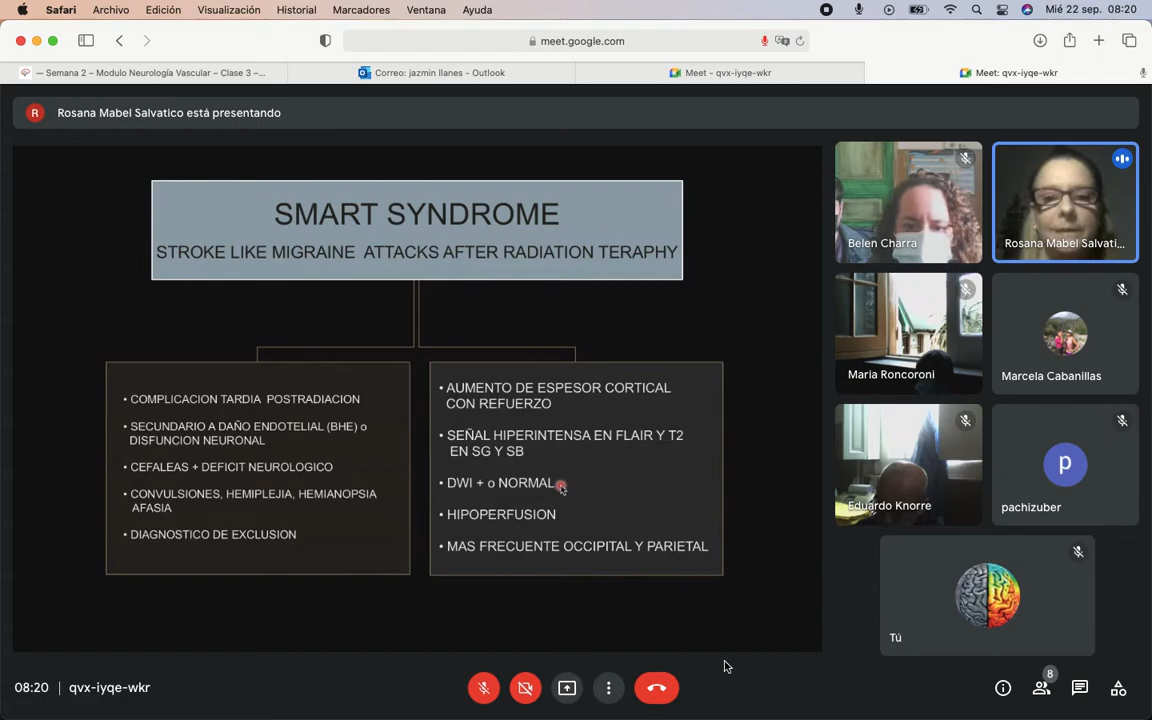 Safari Archivo Edición Visualización Historial Marcadores Ventana Ayuda Mié 22 sep. 08:20
meet.google.com
— Semana 2 – Modulo Neurología Vascular – Clase 3 –... Correo: jazmin llanes - Outlook Meet - qvx-iyqe-wkr Meet: qvx-iyqe-wkr
R Rosana Mabel Salvatico está presentando
SMART SYNDROME
STROKE LIKE MIGRAINE ATTACKS AFTER RADIATION TERAPHY
• COMPLICACION TARDIA POSTRADIACION
• SECUNDARIO A DAÑO ENDOTELIAL (BHE) o
DISFUNCION NEURONAL
• CEFALEAS + DEFICIT NEUROLOGICO
• CONVULSIONES, HEMIPLEJIA, HEMIANOPSIA
AFASIA
• DIAGNOSTICO DE EXCLUSION
• AUMENTO DE ESPESOR CORTICAL
CON REFUERZO
• SEÑAL HIPERINTENSA EN FLAIR Y T2
EN SG Y SB
• DWI + o NORMAL
• HIPOPERFUSION
• MAS FRECUENTE OCCIPITAL Y PARIETAL
Belen Charra
Rosana Mabel Salvati...
Maria Roncoroni
Marcela Cabanillas
Eduardo Knorre
p
pachizuber
Tú
08:20 | qvx-iyqe-wkr
8